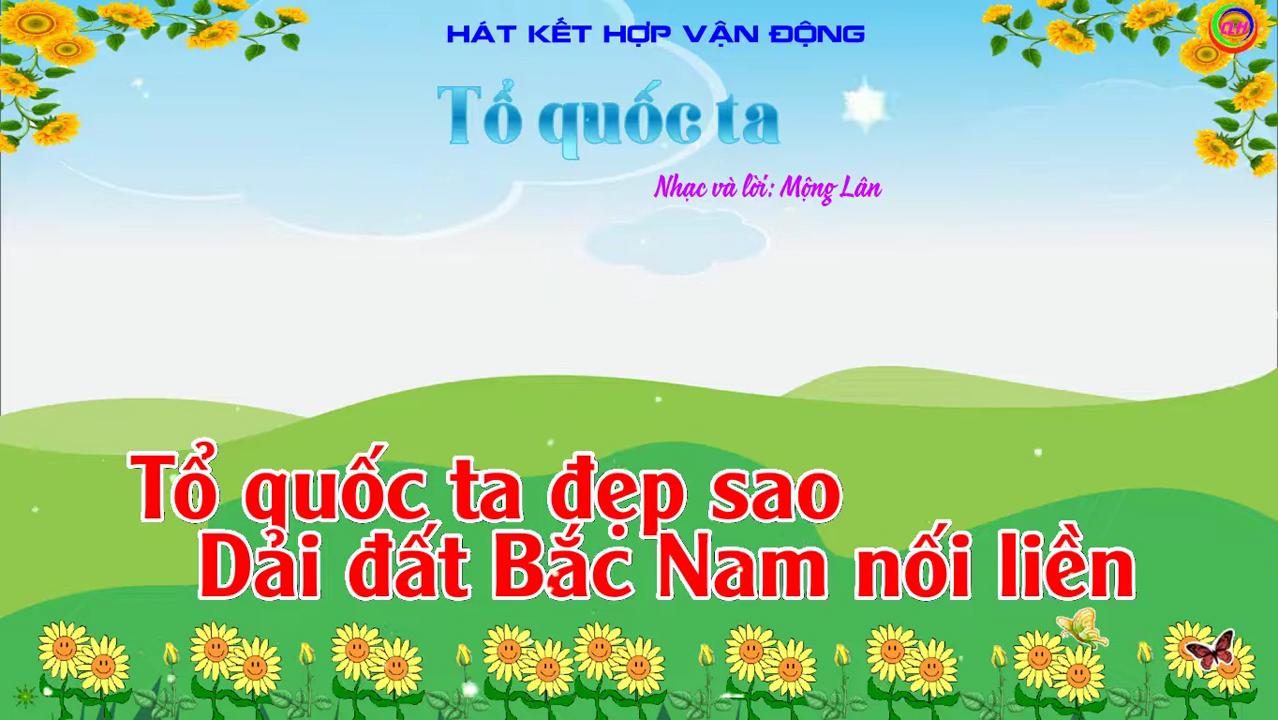 HÁT KẾT HỢP VẬN ĐỘNG
Tổ quốc ta
Nhạc và lời: Mộng Lân
Tổ quốc ta đẹp sao
Dải đất Bắc Nam nối liền